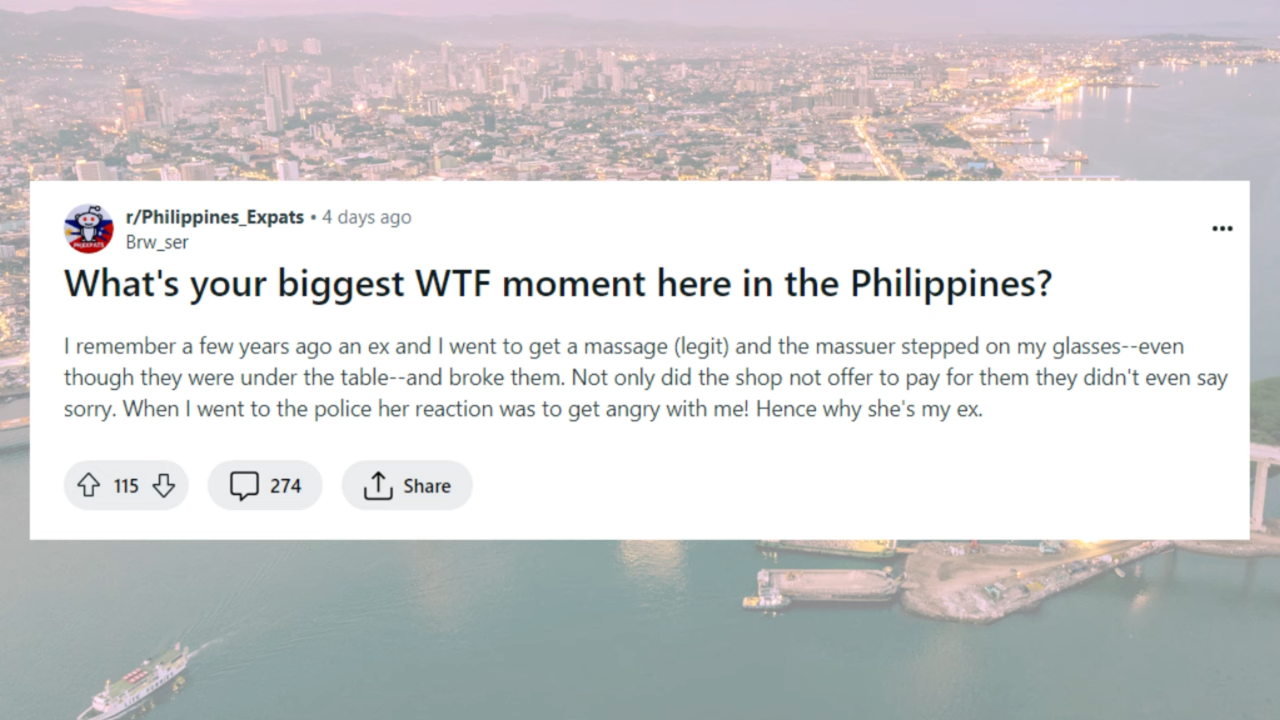 r/Philippines_Expats • 4 days ago
Brw_ser
What's your biggest WTF moment here in the Philippines?
I remember a few years ago an ex and I went to get a massage (legit) and the massuer stepped on my glasses--even
though they were under the table--and broke them. Not only did the shop not offer to pay for them they didn't even say
sorry. When I went to the police her reaction was to get angry with me! Hence why she's my ex.
115 274 Share